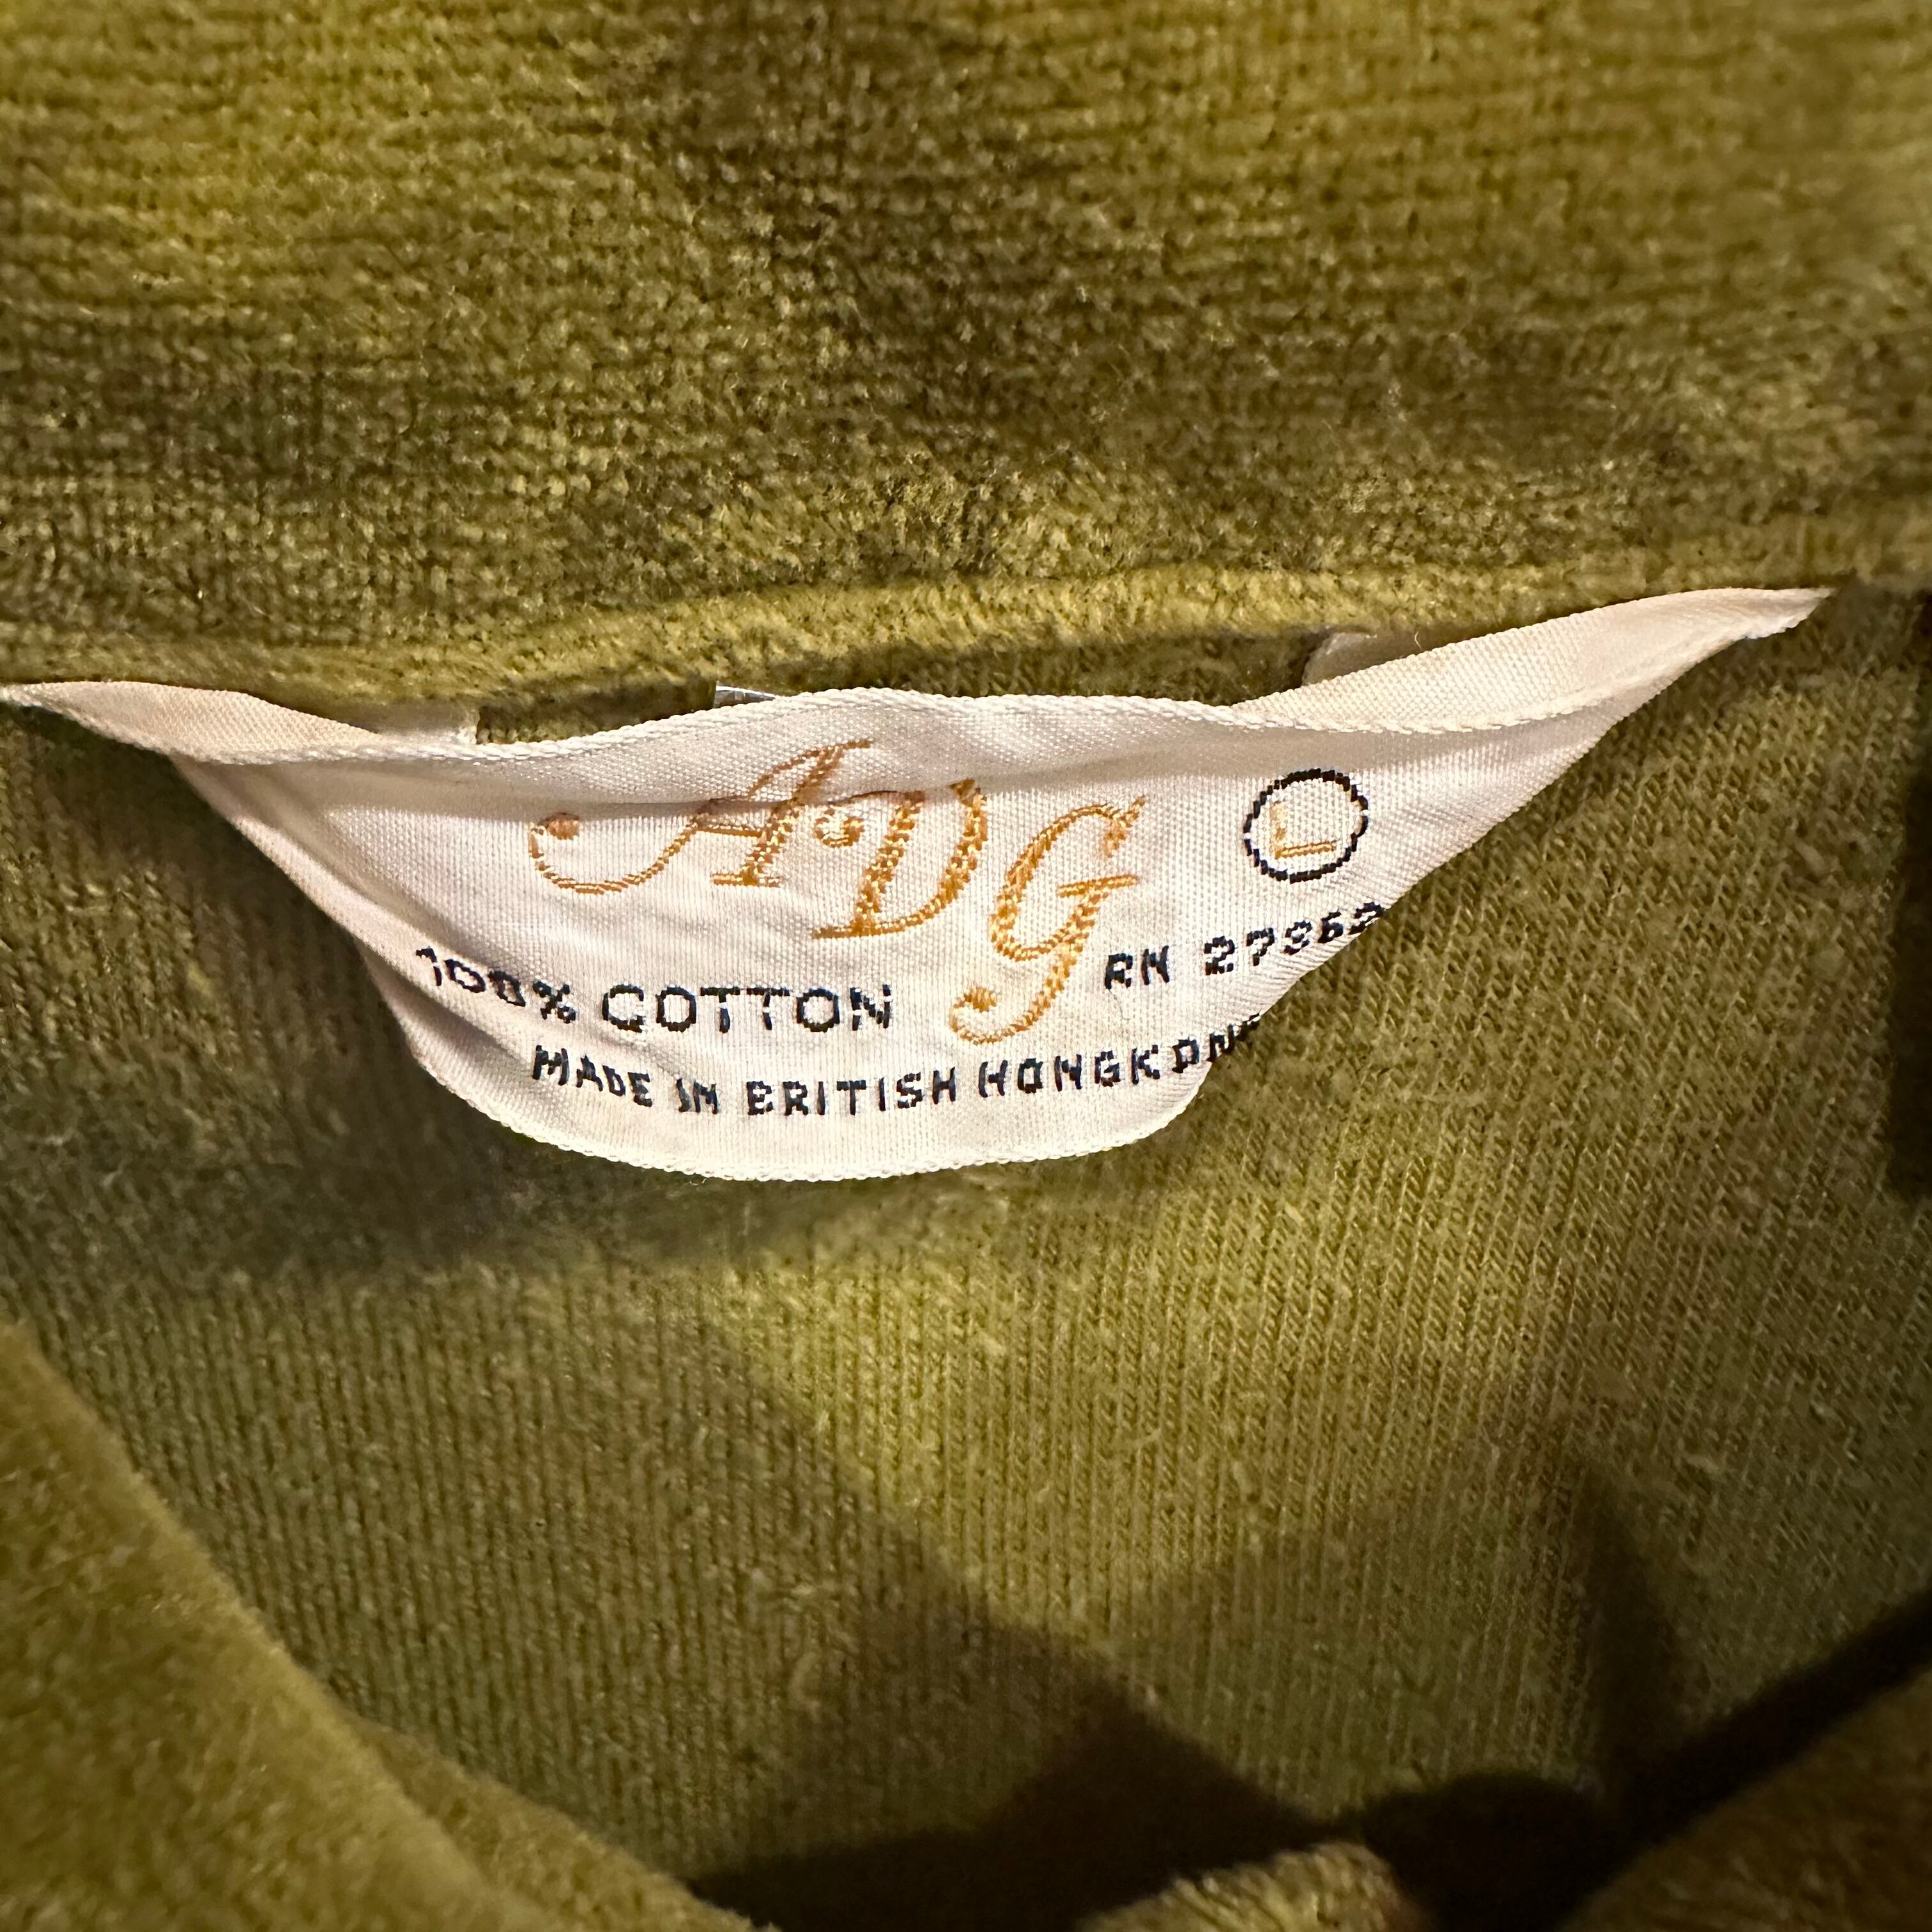 ADG L
100% COTTON RN 27352
MADE IN BRITISH HONGKONG